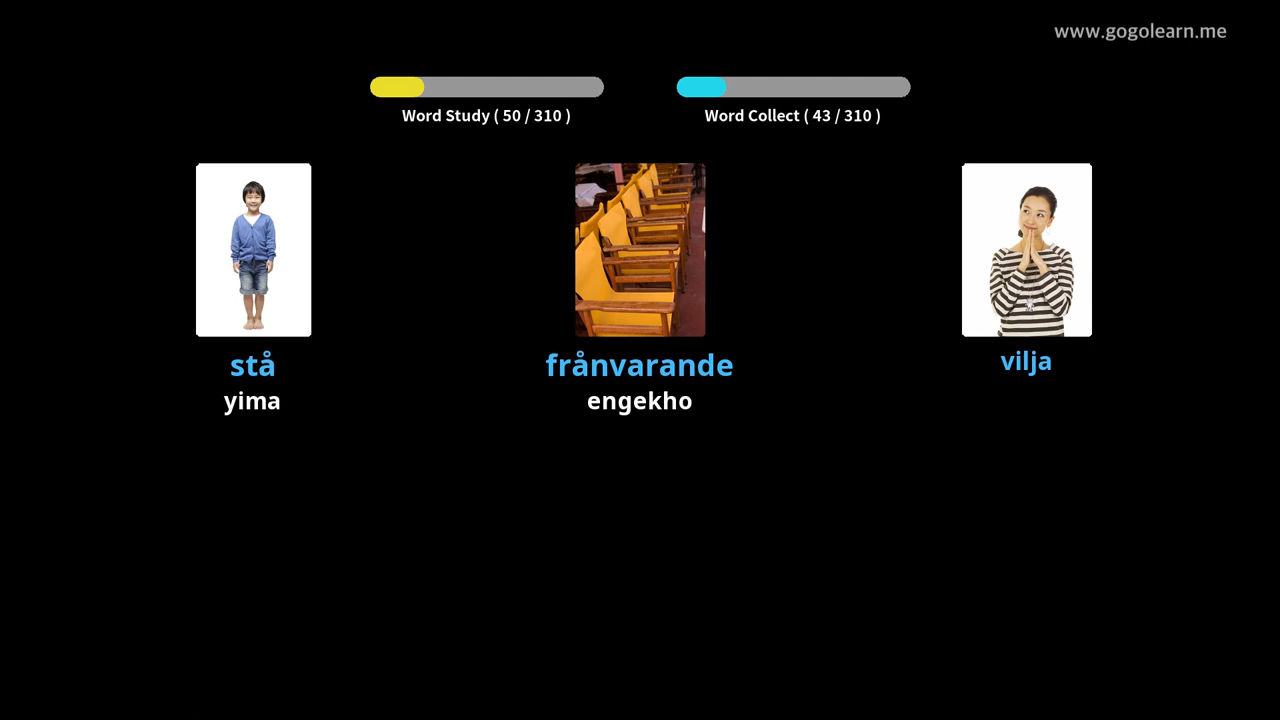 www.gogolearn.me
Word Study ( 50 / 310 )
Word Collect ( 43 / 310 )
stå
yima
frånvarande
engekho
vilja